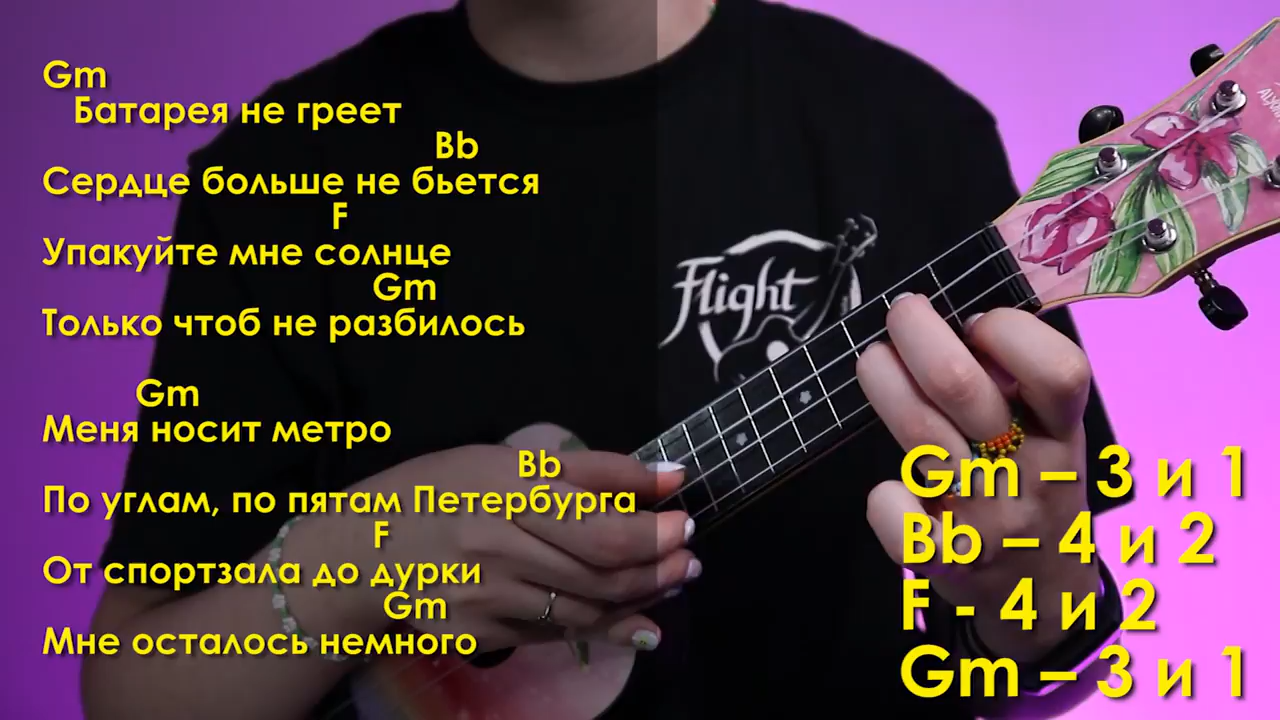 Gm
Батарея не греет
Bb
Сердце больше не бьется
F
Упакуйте мне солнце
Gm
Только чтоб не разбилось
Gm
Меня носит метро
Bb
По углам, по пятам Петербурга
F
От спортзала до дурки
Gm
Мне осталось немного
Flight
Gm – 3 и 1
Bb – 4 и 2
F - 4 и 2
Gm – 3 и 1